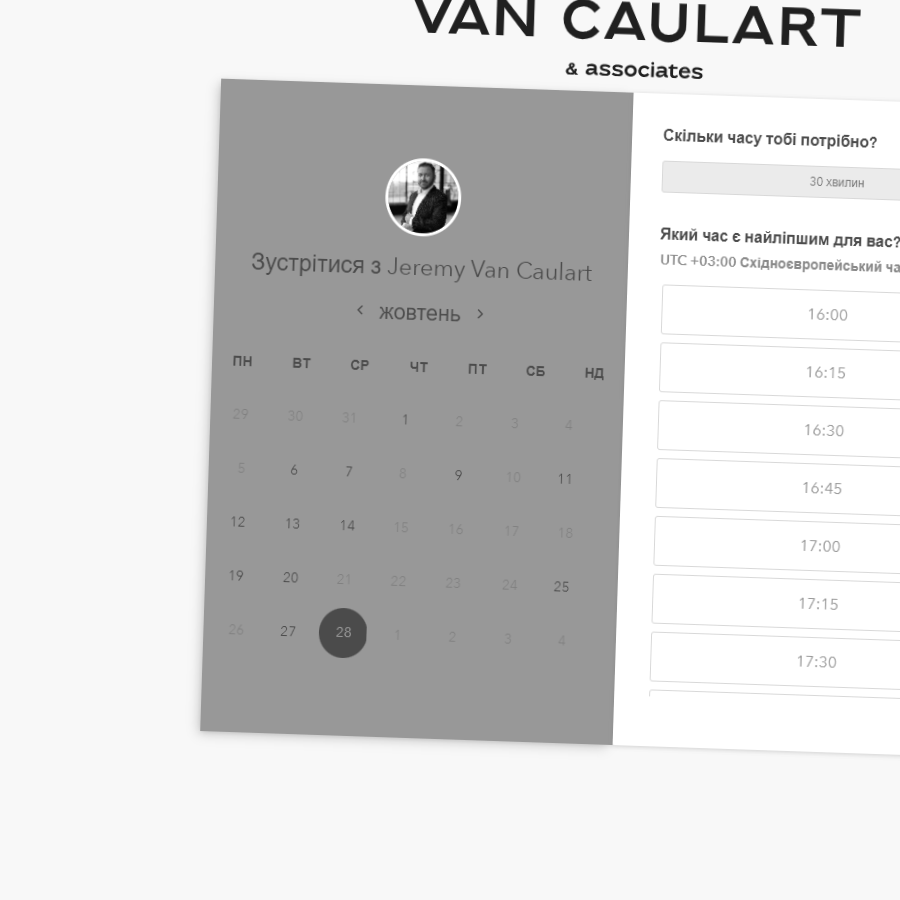 VAN CAULART
& associates
Зустрітися з Jeremy Van Caulart
жовтень
ПН ВТ СР ЧТ ПТ СБ НД
29 30 31 1 2 3 4
5 6 7 8 9 10 11
12 13 14 15 16 17 18
19 20 21 22 23 24 25
26 27 28 1 2 3 4
Скільки часу тобі потрібно?
30 хвилин
Який час є найліпшим для вас?
UTC +03:00 Східноєвропейський
16:00
16:15
16:30
16:45
17:00
17:15
17:30